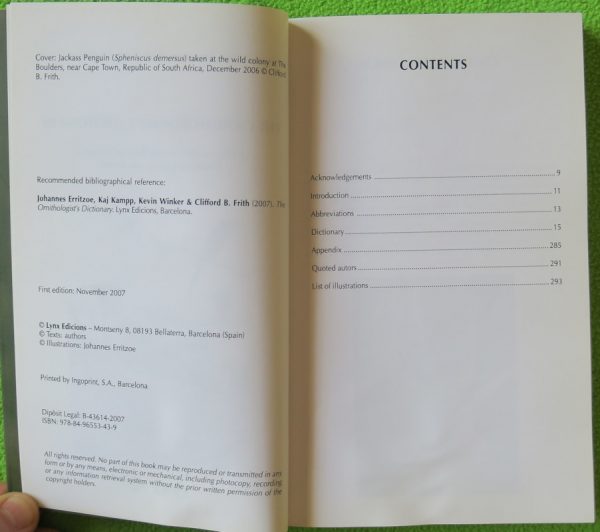 Cover: Jackass Penguin (Spheniscus demersus) taken at the wild colony at The
Boulders, near Cape Town, Republic of South Africa, December 2006 © Clifford
B. Frith.
Recommended bibliographical reference:
Johannes Erritzoe, Kaj Kampp, Kevin Winker & Clifford B. Frith (2007). The
Ornithologist's Dictionary. Lynx Edicions, Barcelona.
First edition: November 2007
© Lynx Edicions – Montseny 8, 08193 Bellaterra, Barcelona (Spain)
© Texts: authors
© Illustrations: Johannes Erritzoe
Printed by Ingoprint, S.A., Barcelona
Dipòsit Legal: B-43614-2007
ISBN: 978-84-96553-43-9
All rights reserved. No part of this book may be reproduced or transmitted in any
form or by any means, electronic or mechanical, including photocopy, recording
or any information retrieval system without the prior written permission of the
copyright holders.
CONTENTS
Acknowledgements 9
Introduction 11
Abbreviations 13
Dictionary 15
Appendix 285
Quoted autors 291
List of illustrations 293